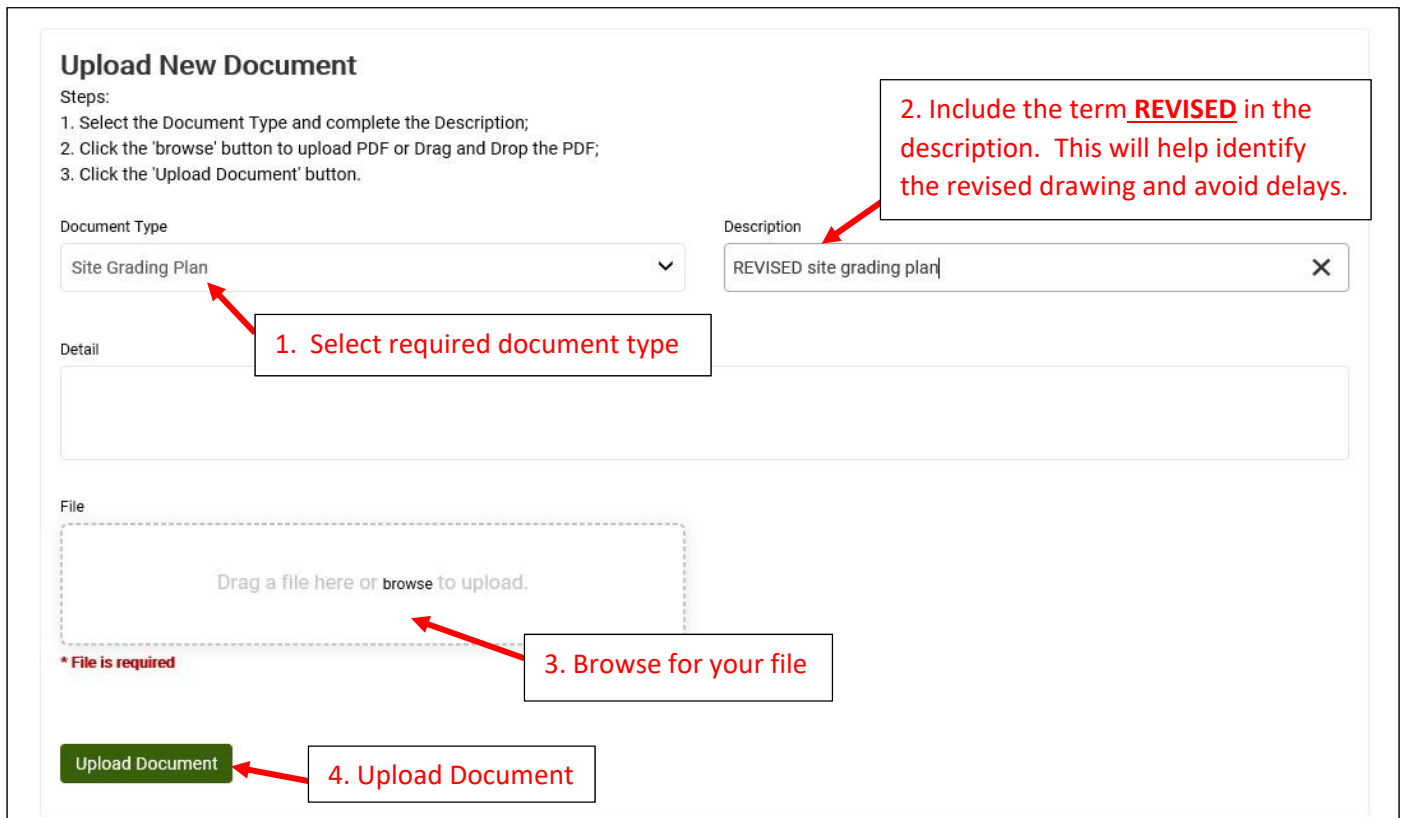 Upload New Document
Steps:
1. Select the Document Type and complete the Description;
2. Click the 'browse' button to upload PDF or Drag and Drop the PDF;
3. Click the 'Upload Document' button.
2. Include the term REVISED in the
description.  This will help identify
the revised drawing and avoid delays.
Document Type
Description
Site Grading Plan
REVISED site grading plan
1.  Select required document type
Detail
File
Drag a file here or browse to upload.
* File is required
3. Browse for your file
Upload Document
4. Upload Document